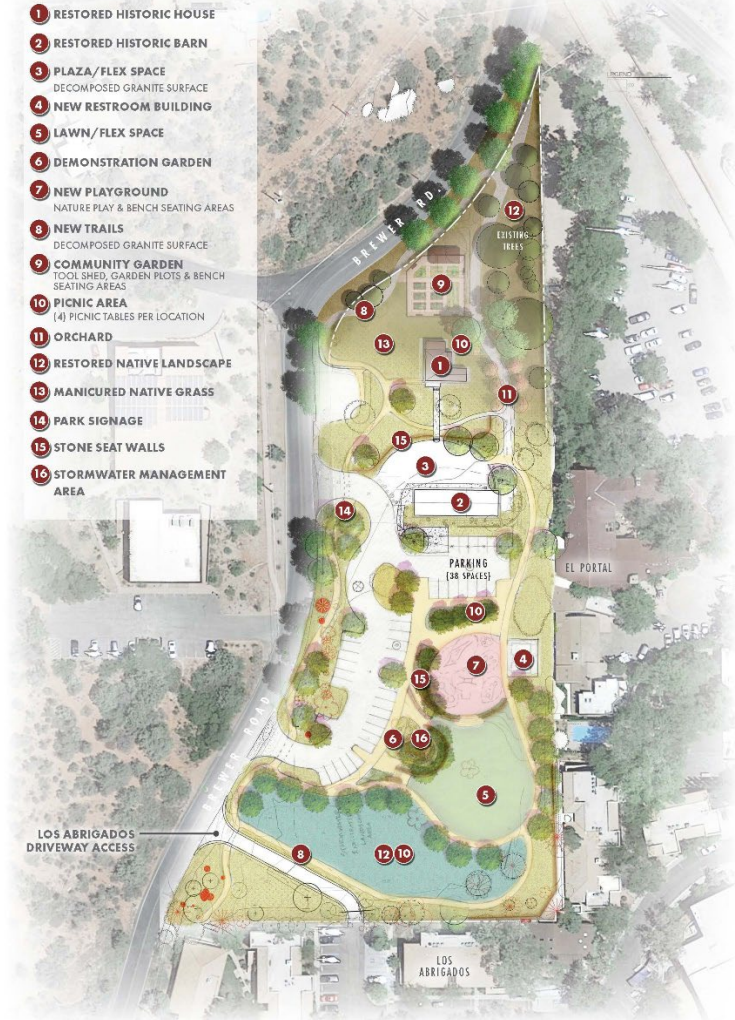 1 RESTORED HISTORIC HOUSE
2 RESTORED HISTORIC BARN
3 PLAZA/FLEX SPACE
DECOMPOSED GRANITE SURFACE
4 NEW RESTROOM BUILDING
5 LAWN/FLEX SPACE
6 DEMONSTRATION GARDEN
7 NEW PLAYGROUND
NATURE PLAY & BENCH SEATING AREAS
8 NEW TRAILS
DECOMPOSED GRANITE SURFACE
9 COMMUNITY GARDEN
TOOL SHED, GARDEN PLOTS & BENCH
SEATING AREAS
10 PICNIC AREA
(4) PICNIC TABLES PER LOCATION
11 ORCHARD
12 RESTORED NATIVE LANDSCAPE
13 MANICURED NATIVE GRASS
14 PARK SIGNAGE
15 STONE SEAT WALLS
16 STORMWATER MANAGEMENT
AREA
LEGEND
BREWER RD.
12
EXISTING
TREES
9
8
13
10
1
11
15
3
2
14
PARKING
(38 SPACES)
EL PORTAL
10
4
7
15
6
16
5
BREWER ROAD
LOS ABRIGADOS
DRIVEWAY ACCESS
8
12
10
LOS
ABRIGADOS